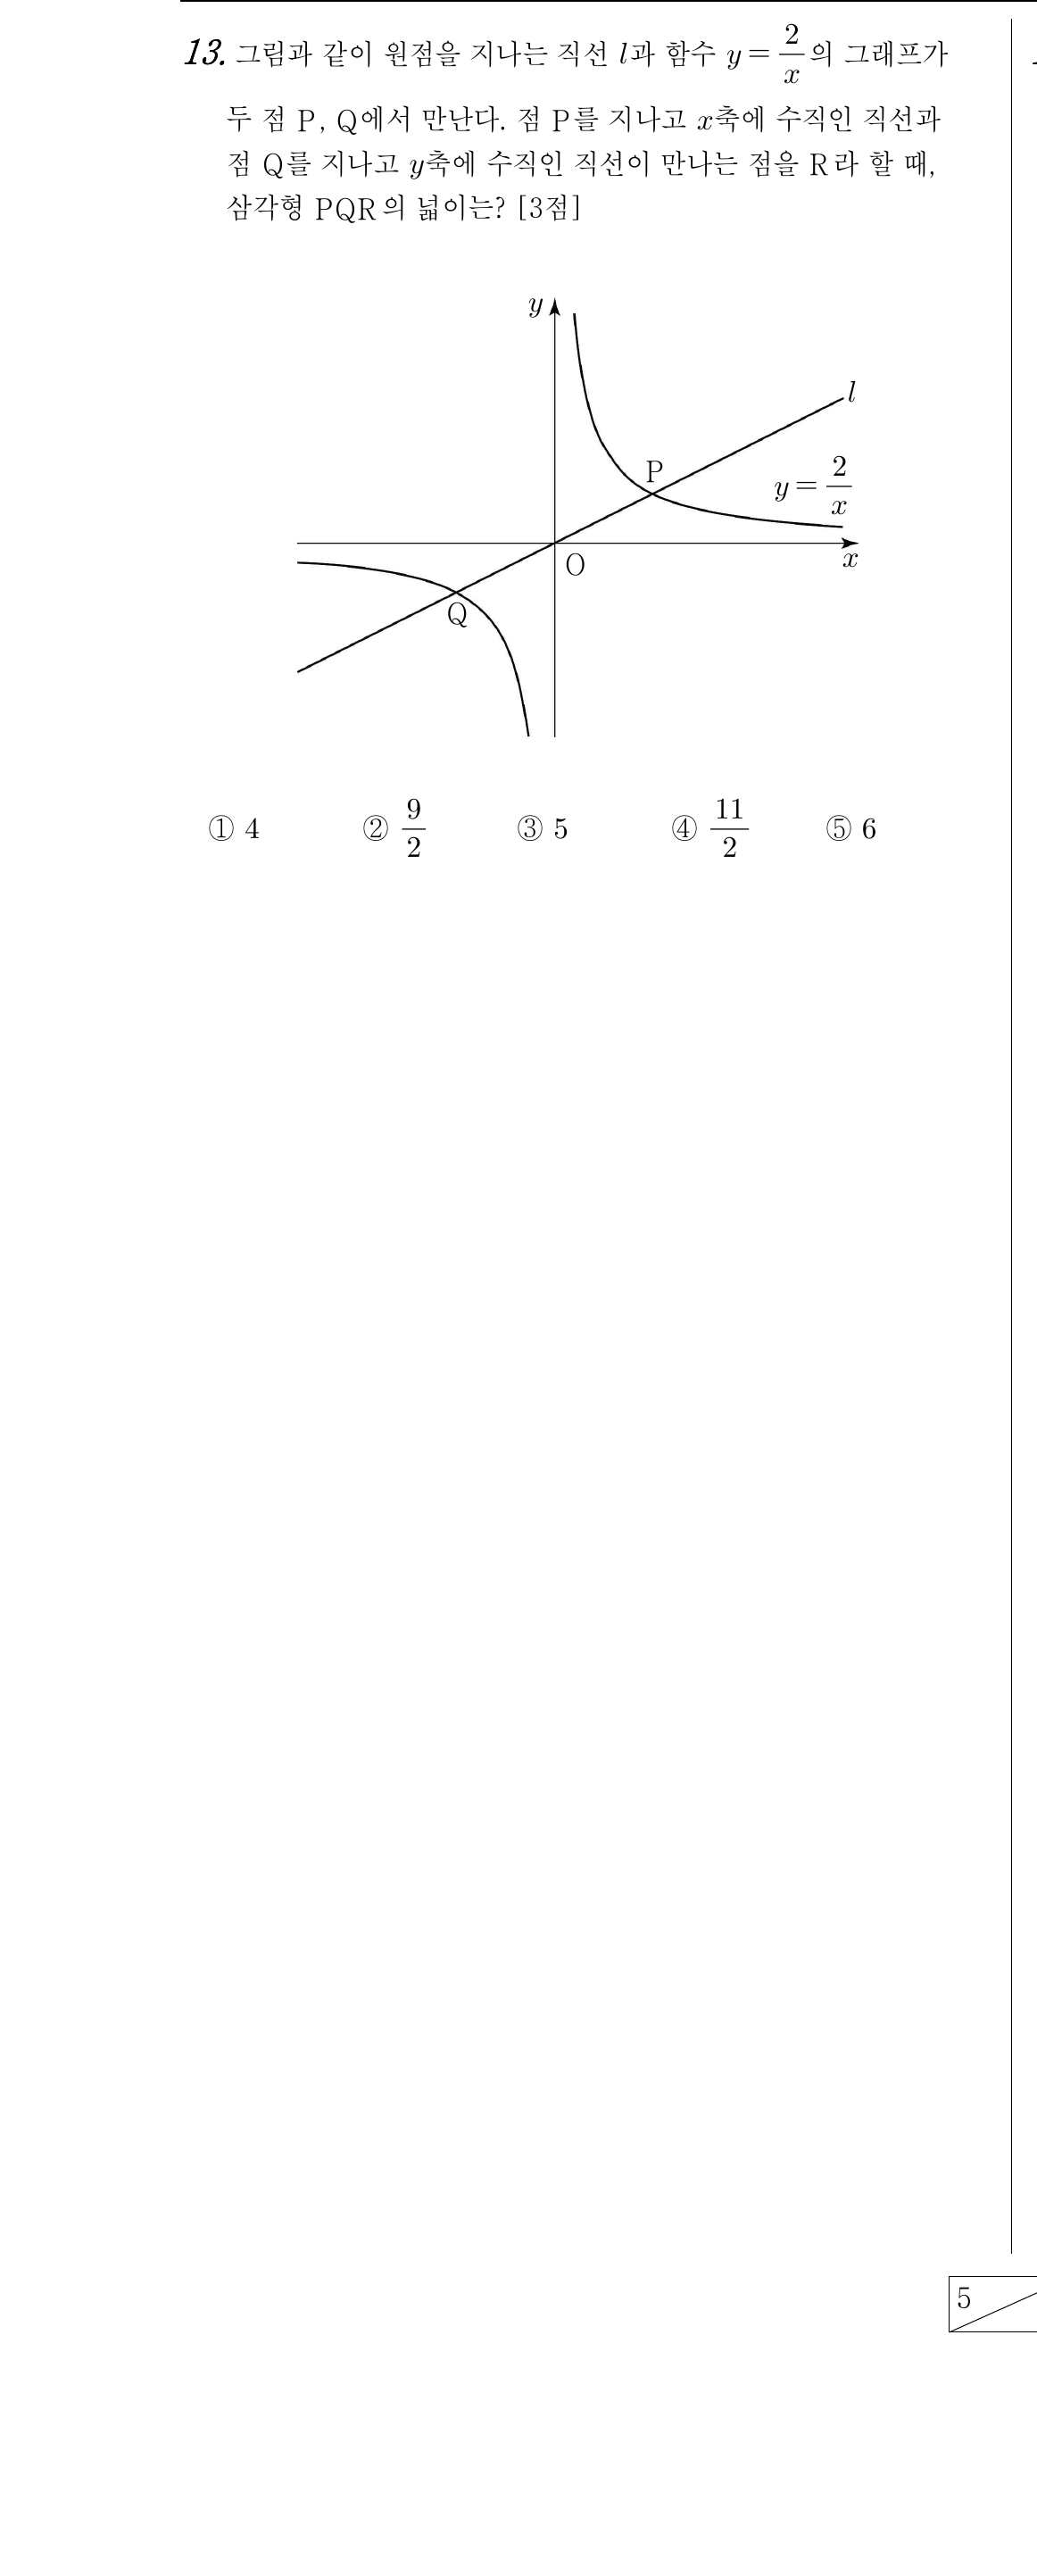 13. 그림과 같이 원점을 지나는 직선 l과 함수 y = 2/x 의 그래프가
두 점 P, Q에서 만난다. 점 P를 지나고 x축에 수직인 직선과
점 Q를 지나고 y축에 수직인 직선이 만나는 점을 R라 할 때,
삼각형 PQR의 넓이는? [3점]
y
l
P
y = 2/x
O
x
Q
① 4 ② 9/2 ③ 5 ④ 11/2 ⑤ 6
5